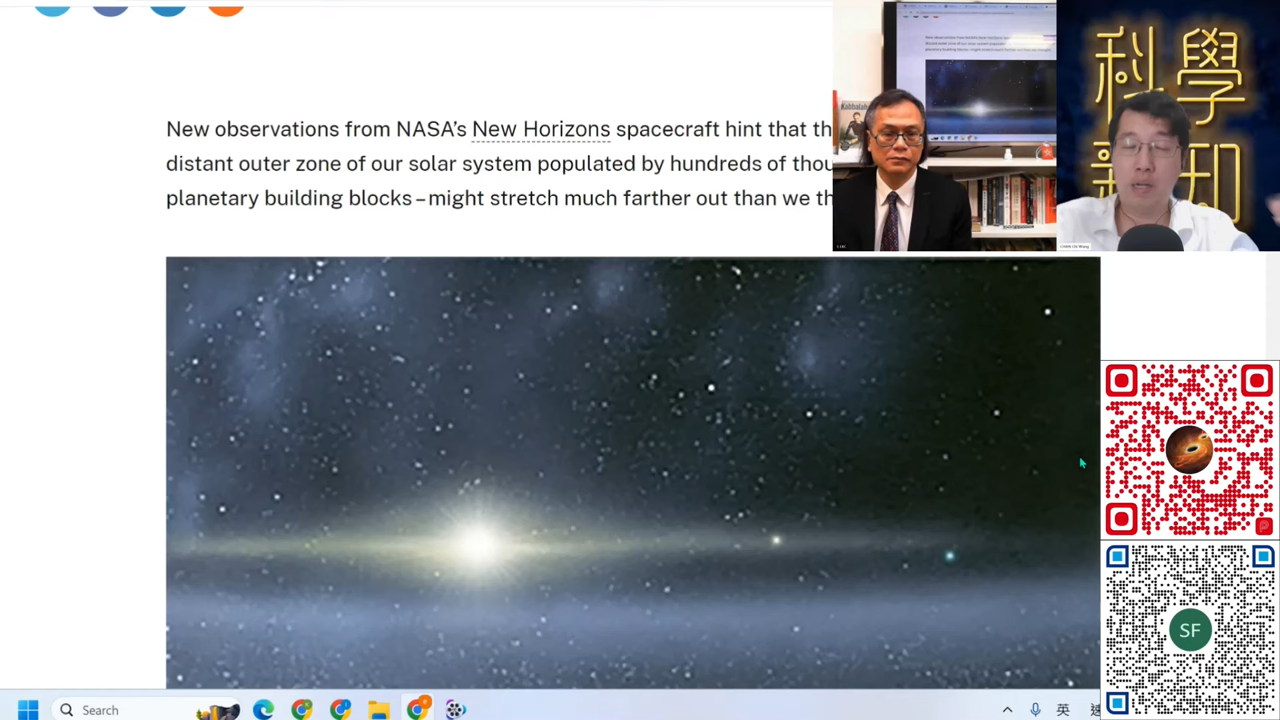 New observations from NASA's New Horizons spacecraft hint that th
distant outer zone of our solar system populated by hundreds of thou
planetary building blocks – might stretch much farther out than we th
Kabbalah
科學
新知
SF
Search
英